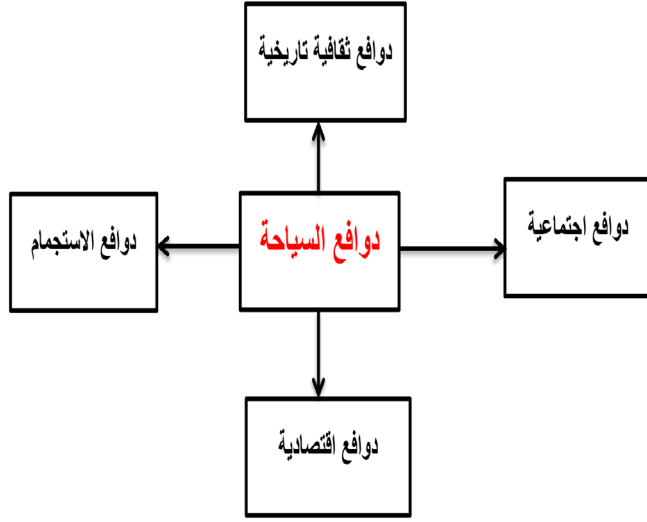 دوافع ثقافية تاريخية
دوافع اجتماعية
دوافع السياحة
دوافع الاستجمام
دوافع اقتصادية